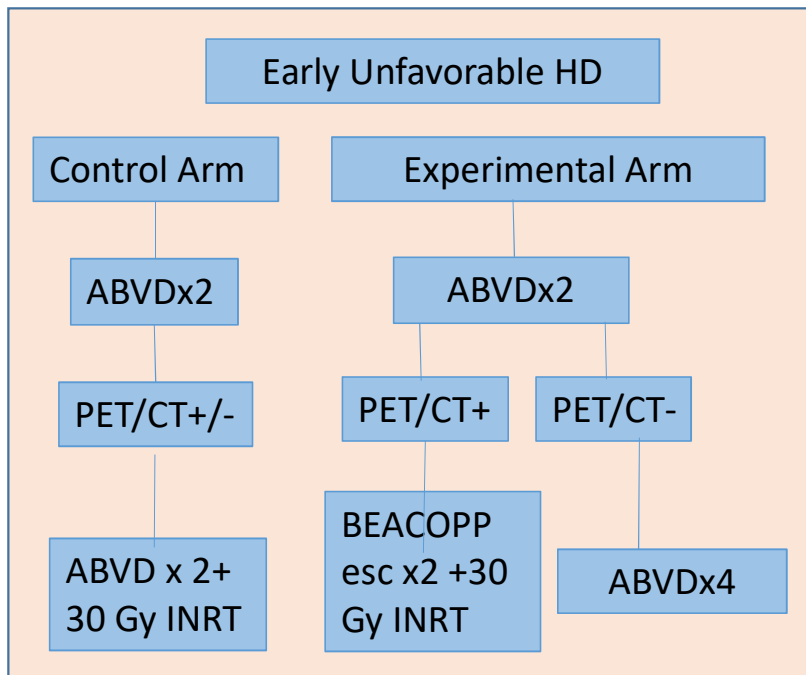 Early Unfavorable HD
Control Arm
Experimental Arm
ABVDx2
ABVDx2
PET/CT+/-
PET/CT+
PET/CT-
ABVD x 2+
30 Gy INRT
BEACOPP
esc x2 +30
Gy INRT
ABVDx4